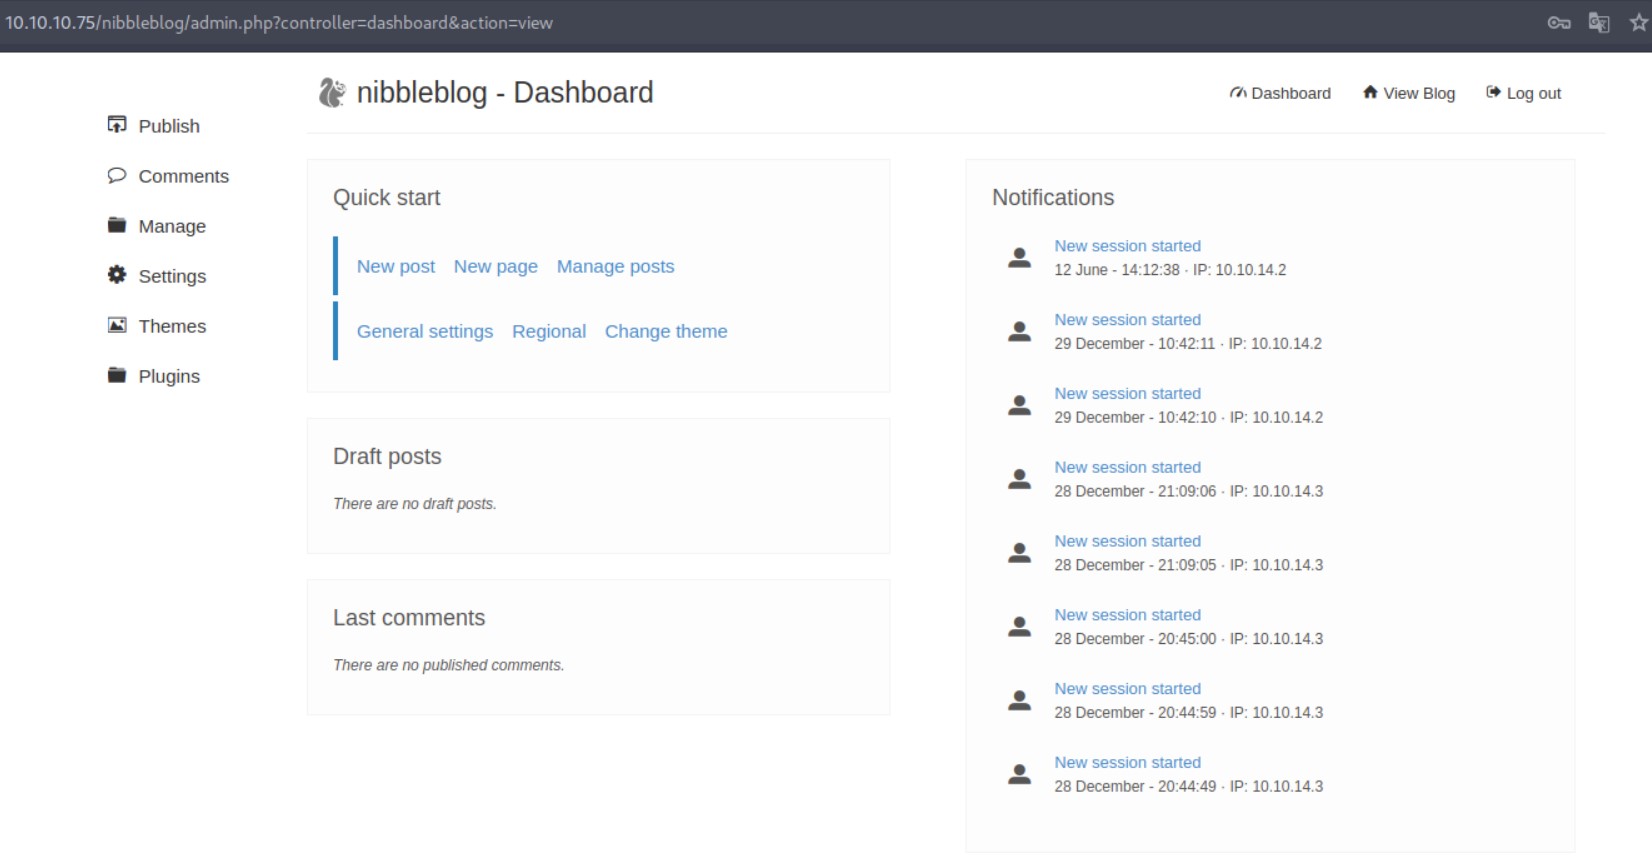 10.10.10.75/nibbleblog/admin.php?controller=dashboard&action=view
nibbleblog - Dashboard
Dashboard View Blog Log out
Publish
Comments
Manage
Settings
Themes
Plugins
Quick start
New post New page Manage posts
General settings Regional Change theme
Draft posts
There are no draft posts.
Last comments
There are no published comments.
Notifications
New session started
12 June - 14:12:38 · IP: 10.10.14.2
New session started
29 December - 10:42:11 · IP: 10.10.14.2
New session started
29 December - 10:42:10 · IP: 10.10.14.2
New session started
28 December - 21:09:06 · IP: 10.10.14.3
New session started
28 December - 21:09:05 · IP: 10.10.14.3
New session started
28 December - 20:45:00 · IP: 10.10.14.3
New session started
28 December - 20:44:59 · IP: 10.10.14.3
New session started
28 December - 20:44:49 · IP: 10.10.14.3